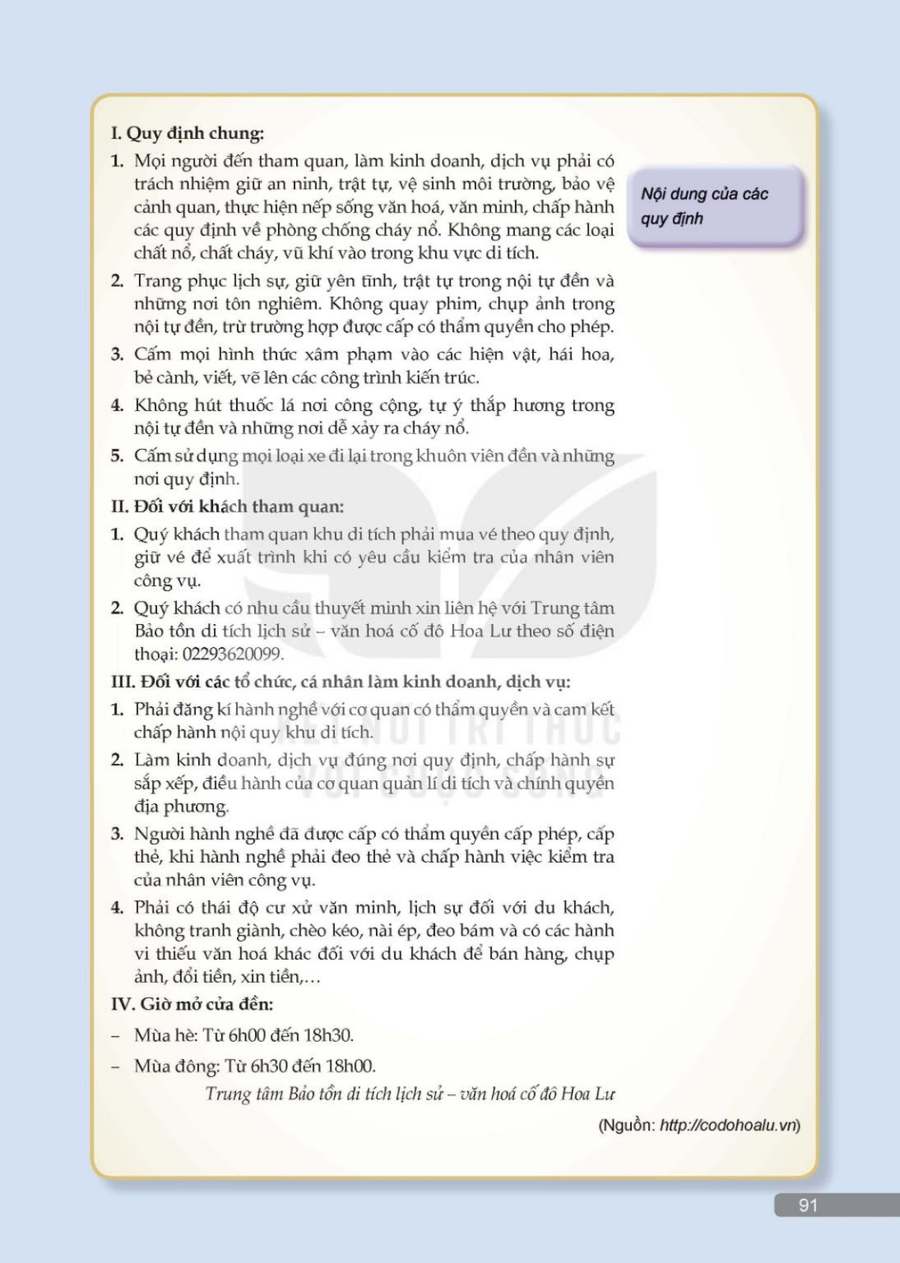 I. Quy định chung:
1. Mọi người đến tham quan, làm kinh doanh, dịch vụ phải có
trách nhiệm giữ an ninh, trật tự, vệ sinh môi trường, bảo vệ
cảnh quan, thực hiện nếp sống văn hoá, văn minh, chấp hành
các quy định về phòng chống cháy nổ. Không mang các loại
chất nổ, chất cháy, vũ khí vào trong khu vực di tích.
Nội dung của các
quy định
2. Trang phục lịch sự, giữ yên tĩnh, trật tự trong nội tự đền và
những nơi tôn nghiêm. Không quay phim, chụp ảnh trong
nội tự đền, trừ trường hợp được cấp có thẩm quyền cho phép.
3. Cấm mọi hình thức xâm phạm vào các hiện vật, hái hoa,
bẻ cành, viết, vẽ lên các công trình kiến trúc.
4. Không hút thuốc lá nơi công cộng, tự ý thắp hương trong
nội tự đền và những nơi dễ xảy ra cháy nổ.
5. Cấm sử dụng mọi loại xe đi lại trong khuôn viên đền và những
nơi quy định.
II. Đối với khách tham quan:
1. Quý khách tham quan khu di tích phải mua vé theo quy định,
giữ vé để xuất trình khi có yêu cầu kiểm tra của nhân viên
công vụ.
2. Quý khách có nhu cầu thuyết minh xin liên hệ với Trung tâm
Bảo tồn di tích lịch sử – văn hoá cố đô Hoa Lư theo số điện
thoại: 02293620099.
III. Đối với các tổ chức, cá nhân làm kinh doanh, dịch vụ:
1. Phải đăng kí hành nghề với cơ quan có thẩm quyền và cam kết
chấp hành nội quy khu di tích.
KẾT NỐI TRI THỨC
2. Làm kinh doanh, dịch vụ đúng nơi quy định, chấp hành sự
sắp xếp, điều hành của cơ quan quản lí di tích và chính quyền
địa phương.
VỚI CUỘC SỐNG
3. Người hành nghề đã được cấp có thẩm quyền cấp phép, cấp
thẻ, khi hành nghề phải đeo thẻ và chấp hành việc kiểm tra
của nhân viên công vụ.
4. Phải có thái độ cư xử văn minh, lịch sự đối với du khách,
không tranh giành, chèo kéo, nài ép, đeo bám và có các hành
vi thiếu văn hoá khác đối với du khách để bán hàng, chụp
ảnh, đổi tiền, xin tiền,…
IV. Giờ mở cửa đền:
– Mùa hè: Từ 6h00 đến 18h30.
– Mùa đông: Từ 6h30 đến 18h00.
Trung tâm Bảo tồn di tích lịch sử – văn hoá cố đô Hoa Lư
(Nguồn: http://codohoalu.vn)
91